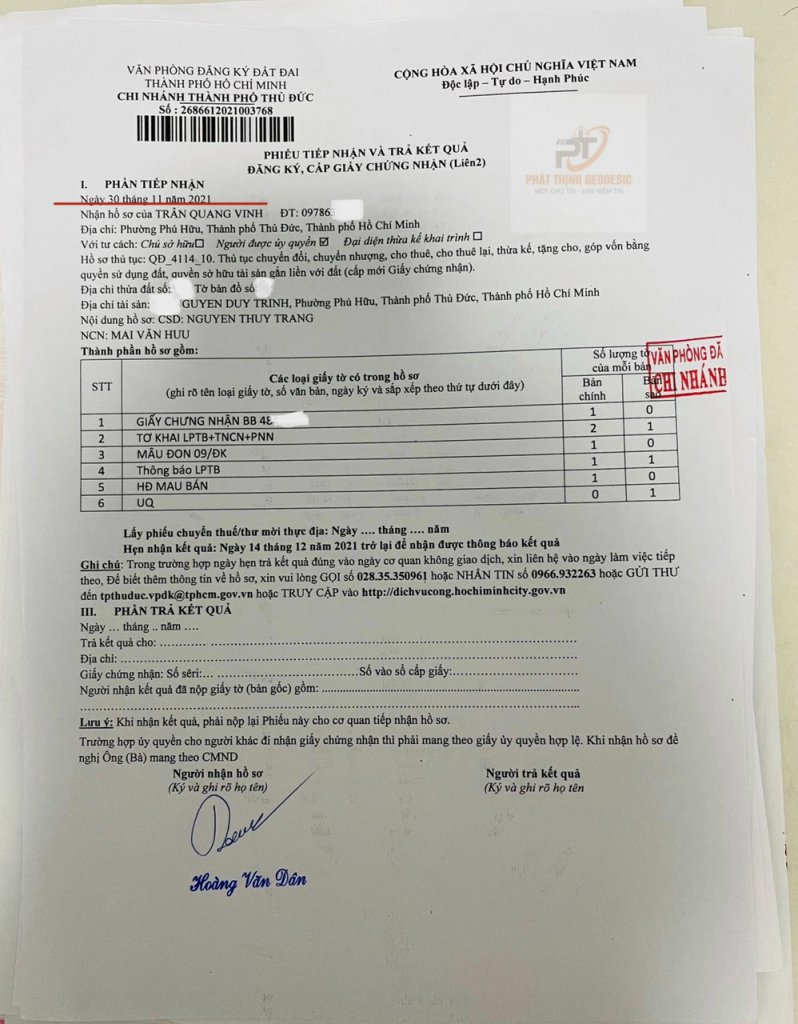 VĂN PHÒNG ĐĂNG KÝ ĐẤT ĐAI
THÀNH PHỐ HỒ CHÍ MINH
CHI NHÁNH THÀNH PHỐ THỦ ĐỨC
Số : 2686612021003768
CỘNG HÒA XÃ HỘI CHỦ NGHĨA VIỆT NAM
Độc lập – Tự do – Hạnh Phúc
PT
PHÁT THỊNH GEODESIC
MỘT CHỮ TÍN - VẠN NIỀM TIN
PHIẾU TIẾP NHẬN VÀ TRẢ KẾT QUẢ
ĐĂNG KÝ, CẤP GIẤY CHỨNG NHẬN (Liên2)
I. PHẦN TIẾP NHẬN
Ngày 30 tháng 11 năm 2021
Nhận hồ sơ của TRẦN QUANG VINH ĐT: 09786
Địa chỉ: Phường Phú Hữu, Thành phố Thủ Đức, Thành phố Hồ Chí Minh
Với tư cách: Chủ sở hữu☐ Người được ủy quyền ☑ Đại diện thừa kế khai trình ☐
Hồ sơ thủ tục: QĐ_4114_10. Thủ tục chuyển đổi, chuyển nhượng, cho thuê, cho thuê lại, thừa kế, tặng cho, góp vốn bằng
quyền sử dụng đất, quyền sở hữu tài sản gắn liền với đất (cấp mới Giấy chứng nhận).
Địa chỉ thửa đất số: Tờ bản đồ số
Địa chỉ tài sản: GUYEN DUY TRINH, Phường Phú Hữu, Thành phố Thủ Đức, Thành phố Hồ Chí Minh
Nội dung hồ sơ: CSD: NGUYEN THUY TRANG
NCN: MAI VĂN HUU
Thành phần hồ sơ gồm:
STT
Các loại giấy tờ có trong hồ sơ
(ghi rõ tên loại giấy tờ, số văn bản, ngày ký và sắp xếp theo thứ tự dưới đây)
Số lượng tờ
của mỗi bản
Bản chính
Bản sao
VĂN PHÒNG ĐĂ
CHI NHÁNH
1 GIẤY CHƯNG NHẬN BB 48 1 0
2 TƠ KHAI LPTB+TNCN+PNN 2 1
3 MẪU ĐON 09/ĐK 1 0
4 Thông báo LPTB 1 1
5 HĐ MAU BÁN 1 0
6 UQ 0 1
Lấy phiếu chuyển thuế/thư mời thực địa: Ngày .... tháng .... năm
Hẹn nhận kết quả: Ngày 14 tháng 12 năm 2021 trở lại để nhận được thông báo kết quả
Ghi chú: Trong trường hợp ngày hẹn trả kết quả đúng vào ngày cơ quan không giao dịch, xin liên hệ vào ngày làm việc tiếp
theo, Để biết thêm thông tin về hồ sơ, xin vui lòng GỌI số 028.35.350961 hoặc NHẮN TIN số 0966.932263 hoặc GỬI THƯ
đến tpthuduc.vpdk@tphcm.gov.vn hoặc TRUY CẬP vào http://dichvucong.hochiminhcity.gov.vn
III. PHẦN TRẢ KẾT QUẢ
Ngày ... tháng .. năm ....
Trả kết quả cho: ..........
Địa chỉ: ..........
Giấy chứng nhận: Số sêri:... ..........Số vào sổ cấp giấy:..........
Người nhận kết quả đã nộp giấy tờ (bản gốc) gồm: ..........
..........
Lưu ý: Khi nhận kết quả, phải nộp lại Phiếu này cho cơ quan tiếp nhận hồ sơ.
Trường hợp ủy quyền cho người khác đi nhận giấy chứng nhận thì phải mang theo giấy ủy quyền hợp lệ. Khi nhận hồ sơ đề
nghị Ông (Bà) mang theo CMND
Người nhận hồ sơ
(Ký và ghi rõ họ tên)
Người trả kết quả
(Ký và ghi rõ họ tên
Hoàng Văn Dân